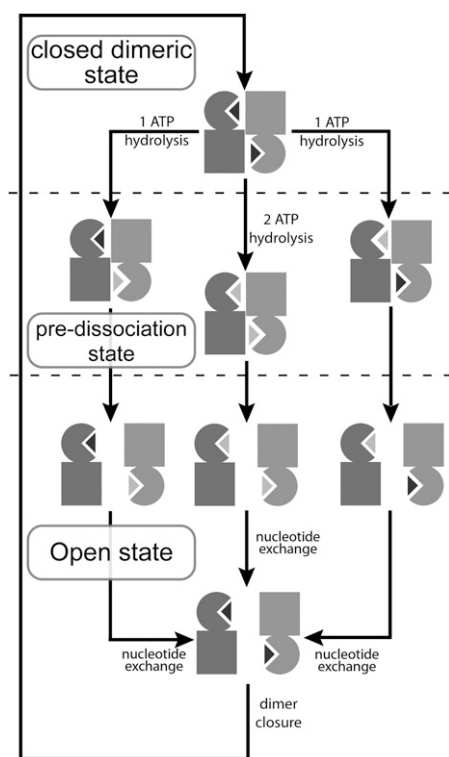 closed dimeric
state
1 ATP
hydrolysis
1 ATP
hydrolysis
2 ATP
hydrolysis
pre-dissociation
state
Open state
nucleotide
exchange
nucleotide
exchange
nucleotide
exchange
dimer
closure